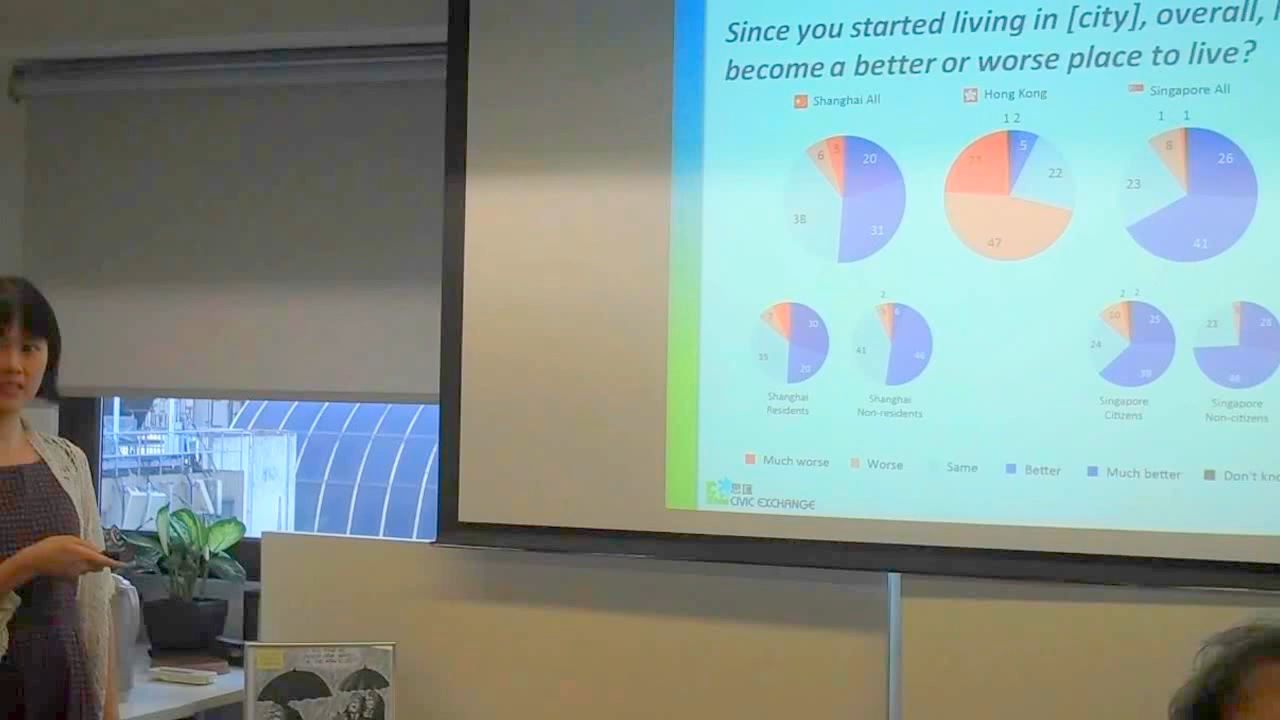 Since you started living in [city], overall,
become a better or worse place to live?
Shanghai All
Hong Kong
Singapore All
1 2
1 1
6 5 20
5
8 26
22
23
38
31
47
41
2
2 2
30
6
10 25
28
35
41
24
23
20
46
39
48
Shanghai
Residents
Shanghai
Non-residents
Singapore
Citizens
Singapore
Non-citizens
Much worse
Worse
Same
Better
Much better
Don't kno
思匯
CIVIC EXCHANGE